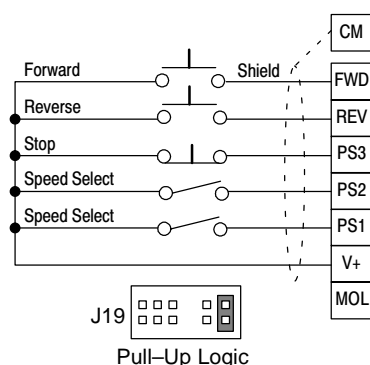 CM
Forward
Shield
FWD
Reverse
REV
Stop
PS3
Speed Select
PS2
Speed Select
PS1
V+
MOL
J19
Pull–Up Logic